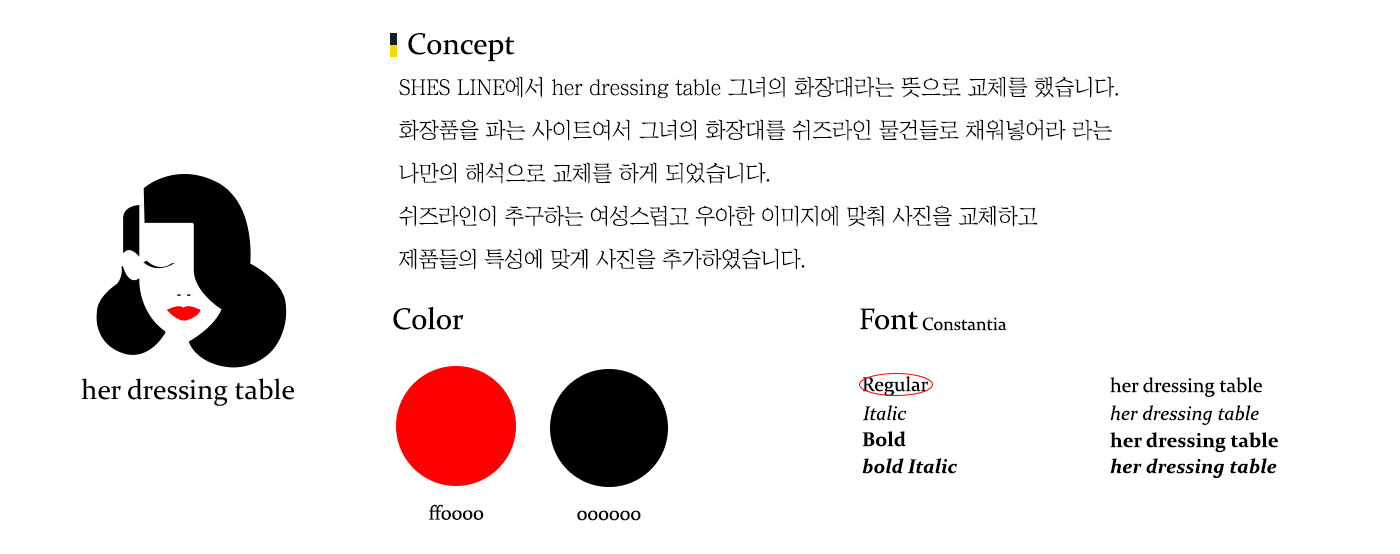 Concept
SHES LINE에서 her dressing table 그녀의 화장대라는 뜻으로 교체를 했습니다.
화장품을 파는 사이트여서 그녀의 화장대를 쉬즈라인 물건들로 채워넣어라 라는
나만의 해석으로 교체를 하게 되었습니다.
쉬즈라인이 추구하는 여성스럽고 우아한 이미지에 맞춰 사진을 교체하고
제품들의 특성에 맞게 사진을 추가하였습니다.
her dressing table
Color
ff0000
000000
Font Constantia
Regular her dressing table
Italic her dressing table
Bold her dressing table
bold Italic her dressing table